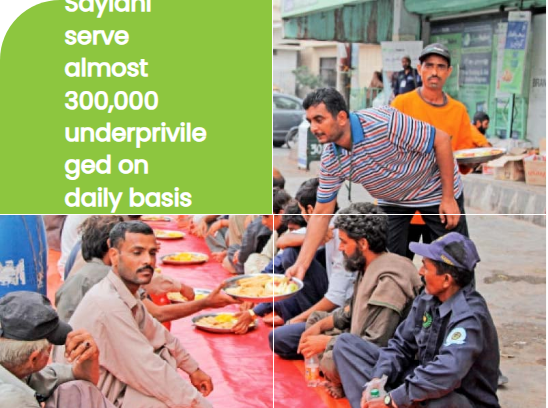 Saylani
serve
almost
300,000
underprivile
ged on
daily basis